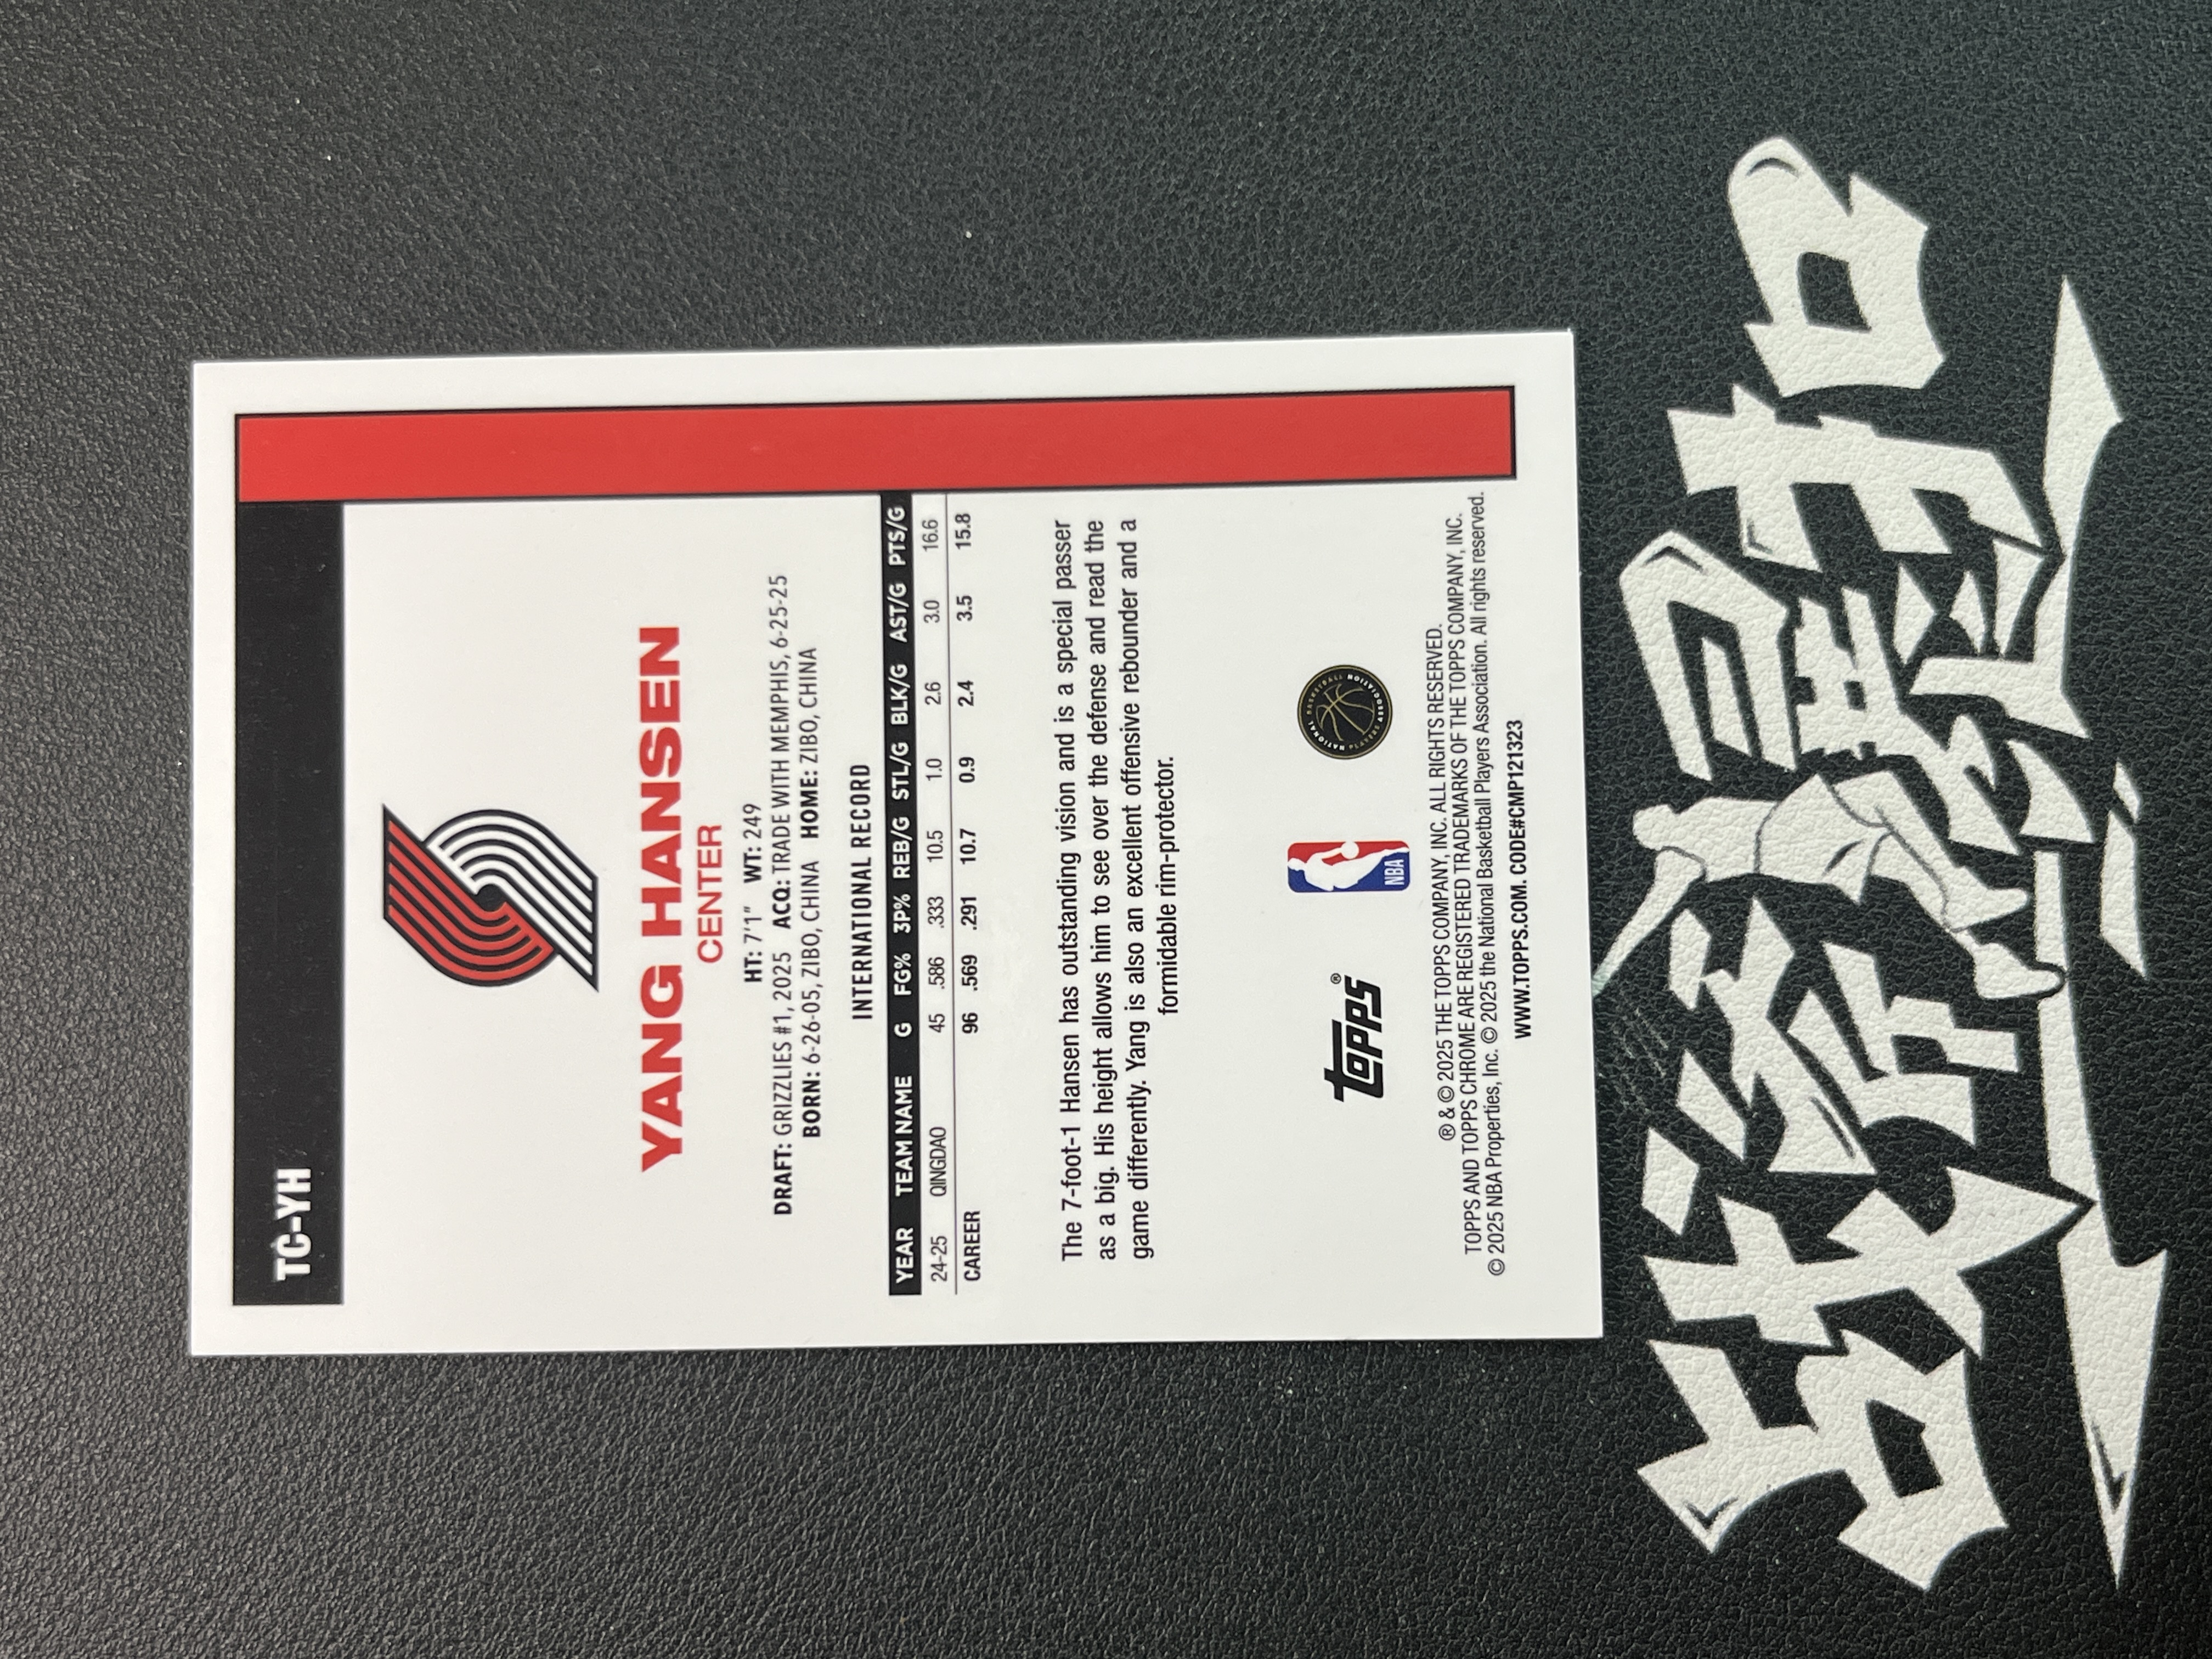 TC-YH
YANG HANSEN
CENTER
HT: 7'1" WT: 249
DRAFT: GRIZZLIES #1, 2025 ACQ: TRADE WITH MEMPHIS, 6-25-25
BORN: 6-26-05, ZIBO, CHINA HOME: ZIBO, CHINA
INTERNATIONAL RECORD
YEAR TEAM NAME G FG% 3P% REB/G STL/G BLK/G AST/G PTS/G
24-25 QINGDAO 45 .586 .333 10.5 1.0 2.6 3.0 16.6
CAREER 96 .569 .291 10.7 0.9 2.4 3.5 15.8
The 7-foot-1 Hansen has outstanding vision and is a special passer
as a big. His height allows him to see over the defense and read the
game differently. Yang is also an excellent offensive rebounder and a
formidable rim-protector.
topps®
NBA
NATIONAL BASKETBALL PLAYERS ASSOCIATION
® & © 2025 THE TOPPS COMPANY, INC. ALL RIGHTS RESERVED.
TOPPS AND TOPPS CHROME ARE REGISTERED TRADEMARKS OF THE TOPPS COMPANY, INC.
© 2025 NBA Properties, Inc. © 2025 the National Basketball Players Association. All rights reserved.
WWW.TOPPS.COM. CODE#CMP121323